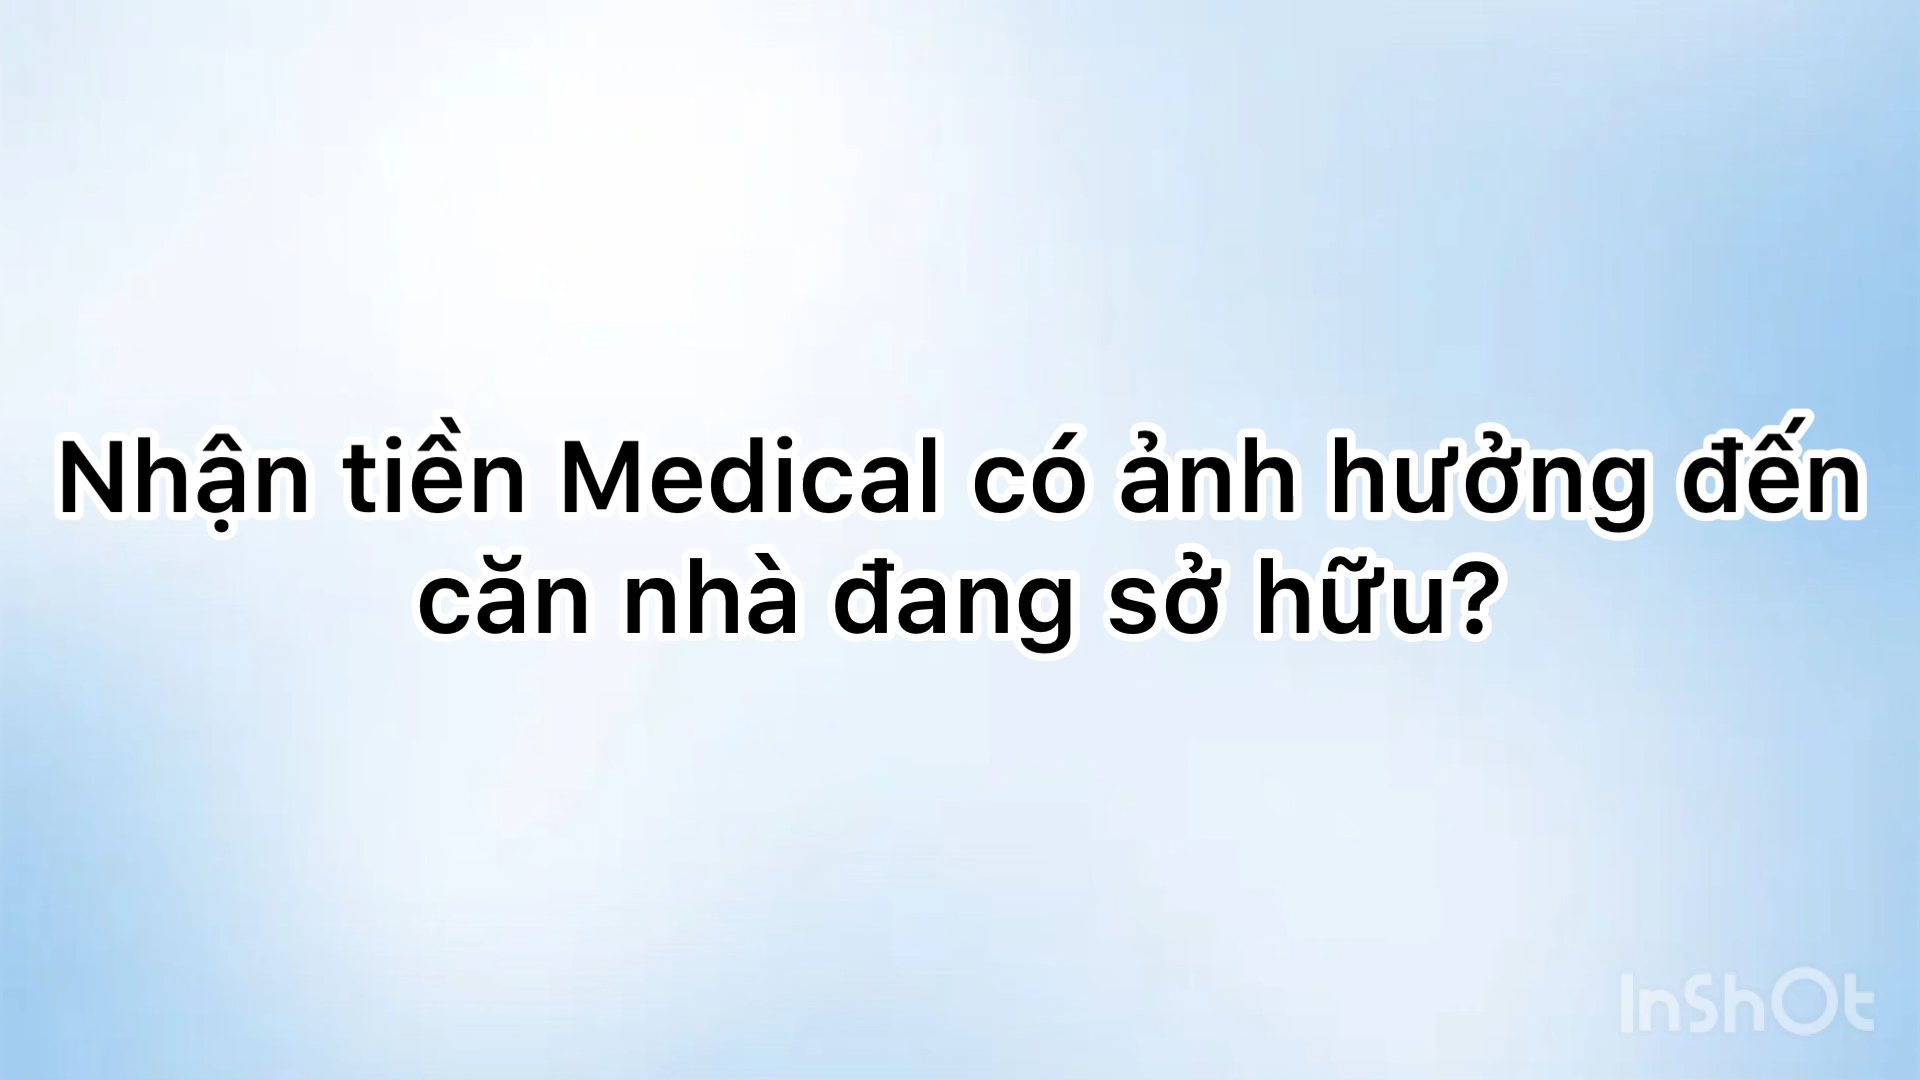 Nhận tiền Medical có ảnh hưởng đến
căn nhà đang sở hữu?
InShOt